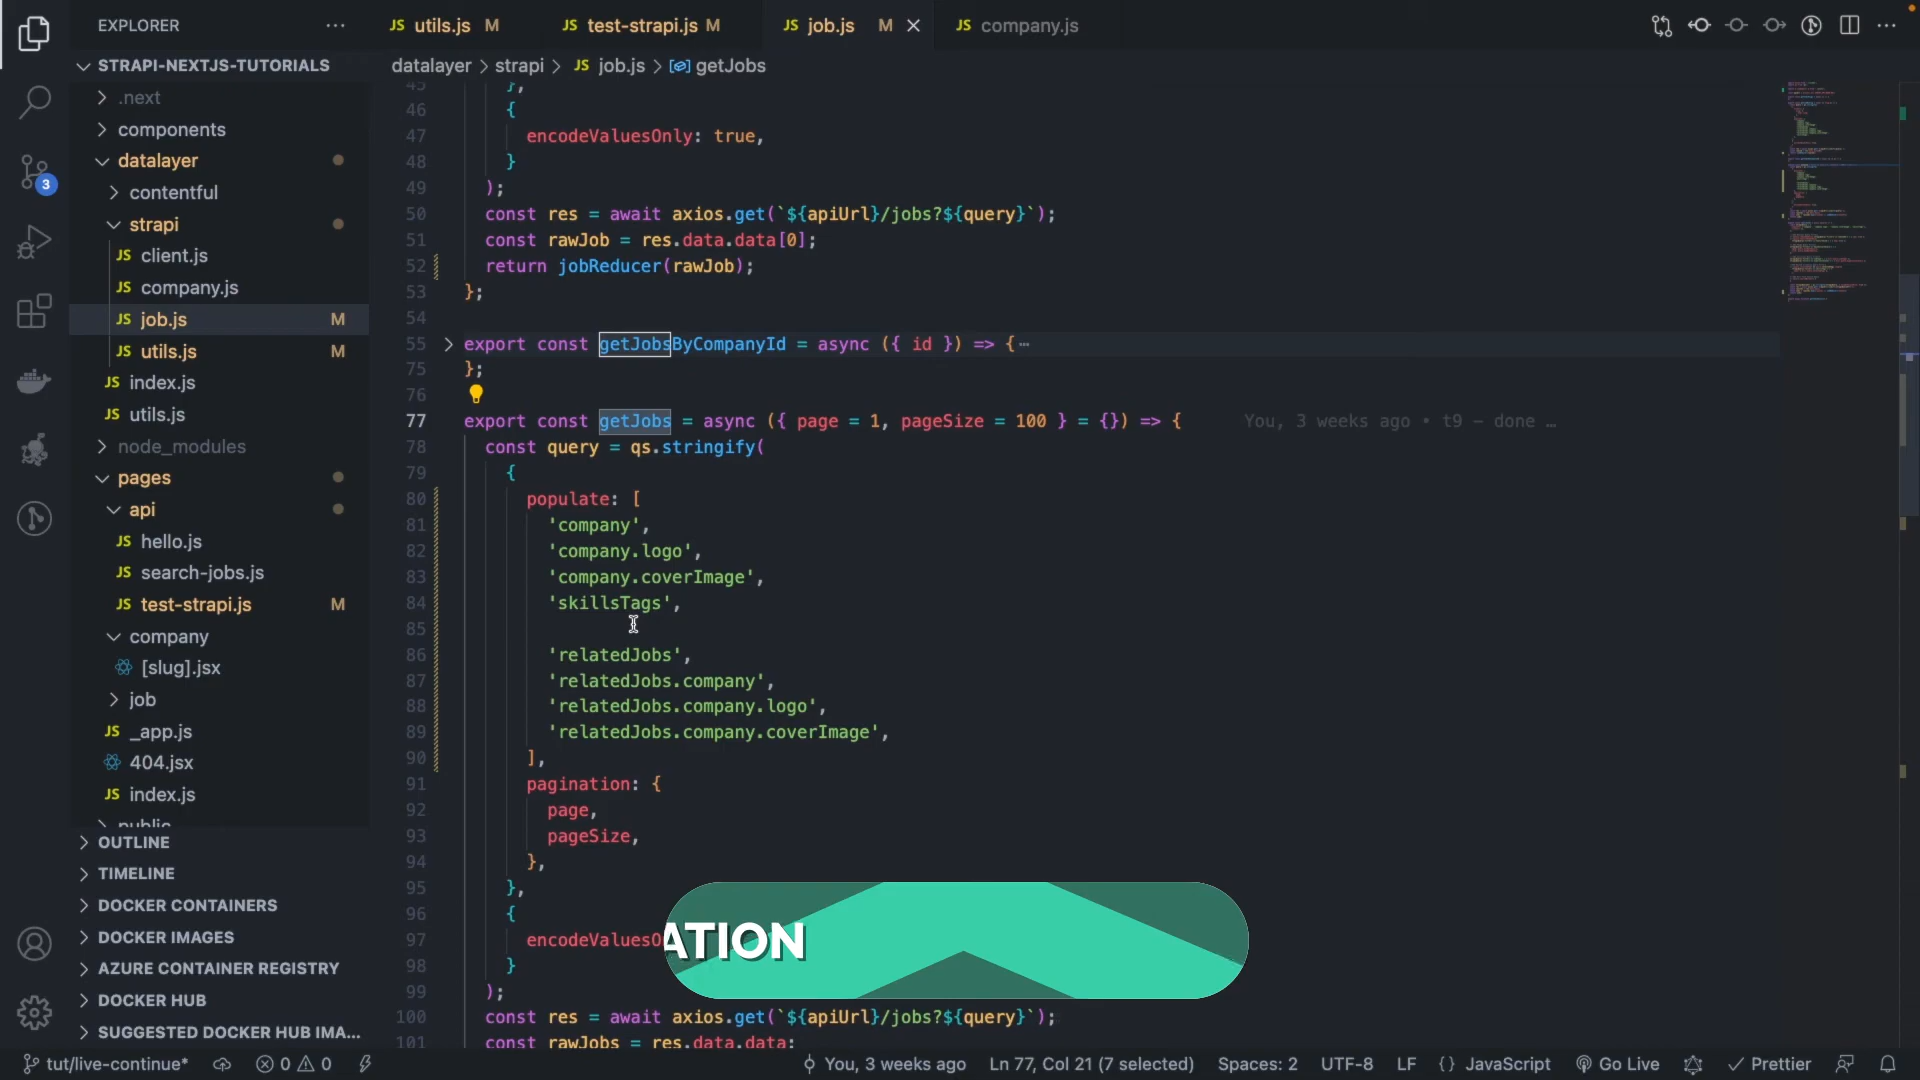 EXPLORER
utils.js M
test-strapi.js M
job.js M
company.js
STRAPI-NEXTJS-TUTORIALS
datalayer > strapi > JS job.js > getJobs
.next
components
datalayer
contentful
strapi
JS client.js
JS company.js
JS job.js M
JS utils.js M
JS index.js
JS utils.js
node_modules
pages
api
JS hello.js
JS search-jobs.js
JS test-strapi.js M
company
[slug].jsx
job
JS _app.js
404.jsx
JS index.js
public
OUTLINE
TIMELINE
DOCKER CONTAINERS
DOCKER IMAGES
AZURE CONTAINER REGISTRY
DOCKER HUB
SUGGESTED DOCKER HUB IMA...
3
45 },
46 {
47 encodeValuesOnly: true,
48 }
49 );
50 const res = await axios.get(`${apiUrl}/jobs?${query}`);
51 const rawJob = res.data.data[0];
52 return jobReducer(rawJob);
53 };
54
55 export const getJobsByCompanyId = async ({ id }) => {⋯
75 };
76
77 export const getJobs = async ({ page = 1, pageSize = 100 } = {}) => { You, 3 weeks ago • t9 – done …
78 const query = qs.stringify(
79 {
80 populate: [
81 'company',
82 'company.logo',
83 'company.coverImage',
84 'skillsTags',
85
86 'relatedJobs',
87 'relatedJobs.company',
88 'relatedJobs.company.logo',
89 'relatedJobs.company.coverImage',
90 ],
91 pagination: {
92 page,
93 pageSize,
94 },
95 },
96 {
97 encodeValuesO
98 }
99 );
100 const res = await axios.get(`${apiUrl}/jobs?${query}`);
101 const rawJobs = res.data.data;
ATION
tut/live-continue* 0 0 You, 3 weeks ago Ln 77, Col 21 (7 selected) Spaces: 2 UTF-8 LF {} JavaScript Go Live Prettier